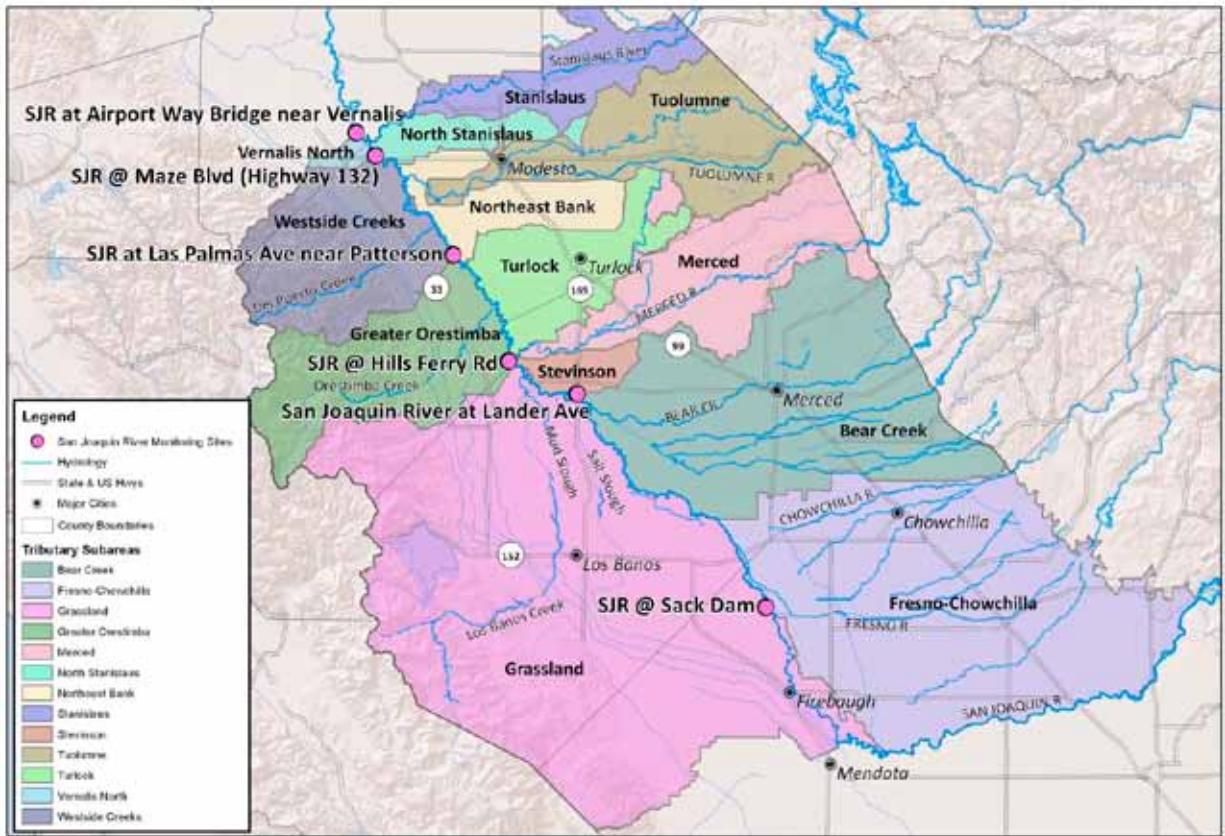 Stanislaus River
Stanislaus
Tuolumne
SJR at Airport Way Bridge near Vernalis
North Stanislaus
Vernalis North
Modesto
SJR @ Maze Blvd (Highway 132)
TUOLUMNE R
Northeast Bank
Westside Creeks
SJR at Las Palmas Ave near Patterson
Turlock
Turlock
Merced
Del Puerto Creek
33
165
MERCED R
Greater Orestimba
99
SJR @ Hills Ferry Rd
Stevinson
Orestimba Creek
San Joaquin River at Lander Ave
BEAR CR
Merced
Bear Creek
Mud Slough
Salt Slough
CHOWCHILLA R
Chowchilla
152
Los Banos
SJR @ Sack Dam
Fresno-Chowchilla
FRESNO R
Los Banos Creek
Grassland
Firebaugh
SAN JOAQUIN R
Mendota
Legend
San Joaquin River Monitoring Sites
Hydrology
State & US Hwys
Major Cities
County Boundaries
Tributary Subareas
Bear Creek
Fresno-Chowchilla
Grassland
Greater Orestimba
Merced
North Stanislaus
Northeast Bank
Stanislaus
Stevinson
Tuolumne
Turlock
Vernalis North
Westside Creeks